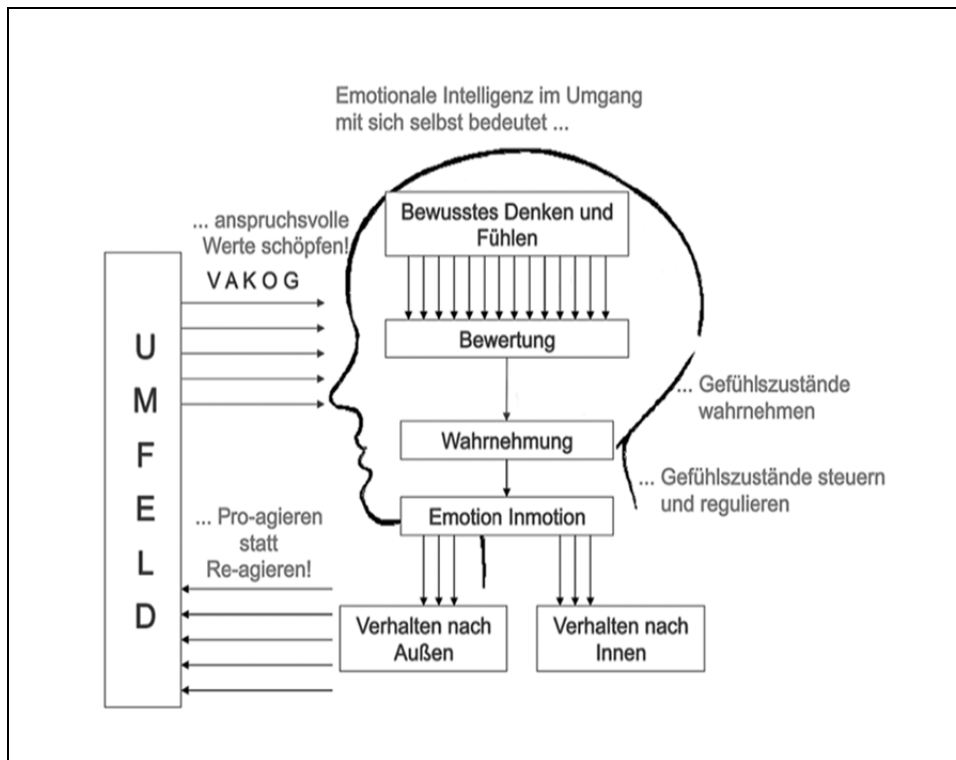 Emotionale Intelligenz im Umgang
mit sich selbst bedeutet ...
Bewusstes Denken und
Fühlen
... anspruchsvolle
Werte schöpfen!
V A K O G
UMFELD
Bewertung
... Gefühlszustände
wahrnehmen
Wahrnehmung
... Gefühlszustände steuern
und regulieren
Emotion Inmotion
... Pro-agieren
statt
Re-agieren!
Verhalten nach
Außen
Verhalten nach
Innen